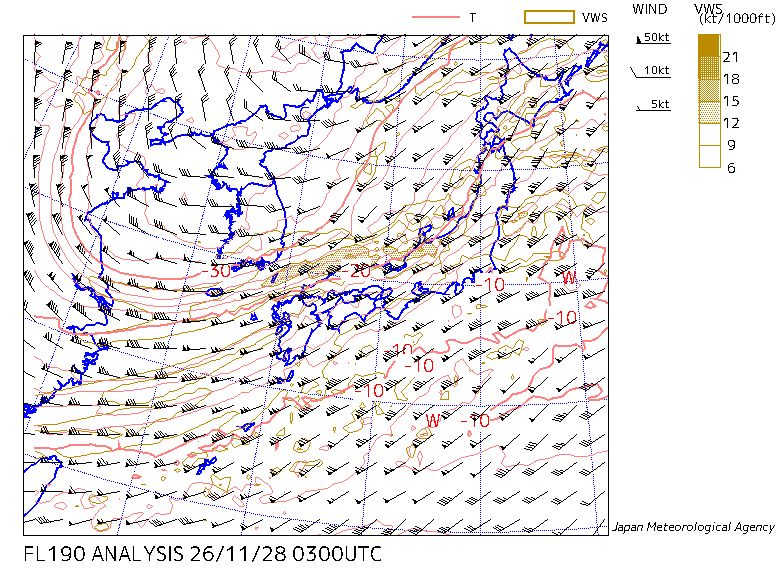 T
VWS
WIND
VWS
(kt/1000ft)
50kt
10kt
5kt
21
18
15
12
9
6
-30
-20
-10
W
-10
-10
-10
-10
W
-10
Japan Meteorological Agency
FL190 ANALYSIS 26/11/28 0300UTC